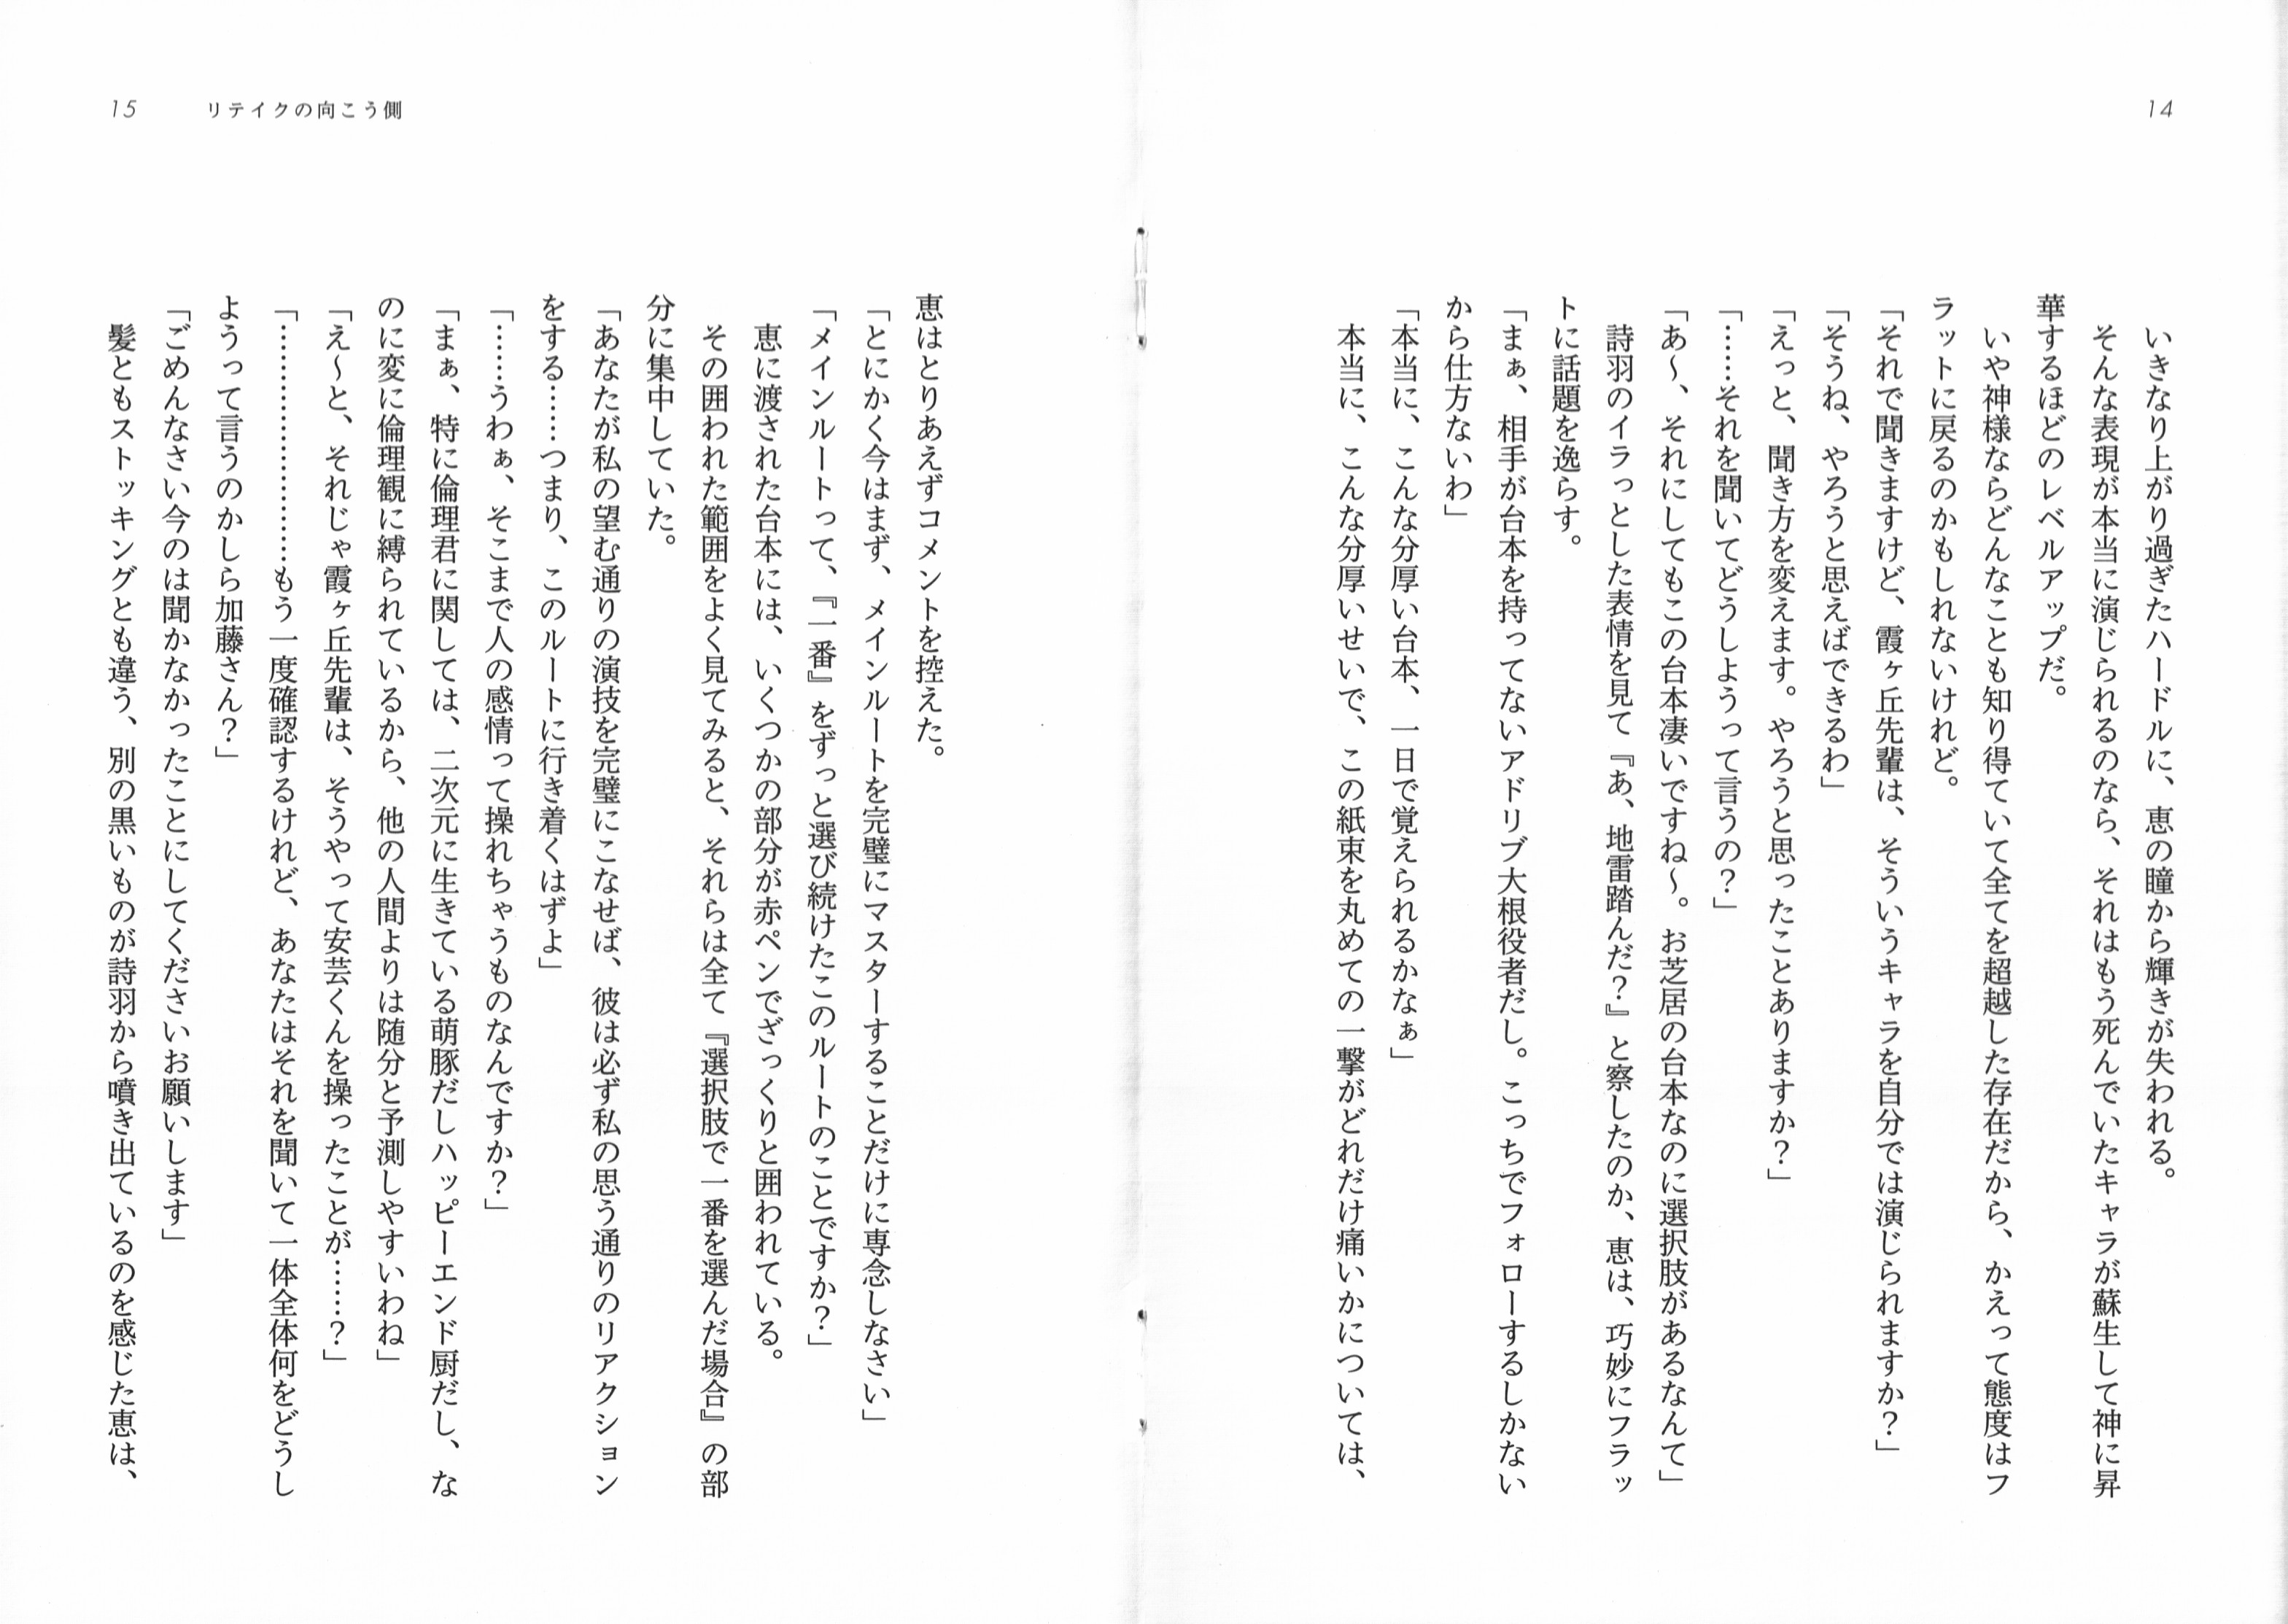 14
いきなり上がり過ぎたハードルに、恵の瞳から輝きが失われる。
そんな表現が本当に演じられるのなら、それはもう死んでいたキャラが蘇生して神に昇
華するほどのレベルアップだ。
いや神様ならどんなことも知り得ていて全てを超越した存在だから、かえって態度はフ
ラットに戻るのかもしれないけれど。
「それで聞きますけど、霞ヶ丘先輩は、そういうキャラを自分では演じられますか？」
「そうね、やろうと思えばできるわ」
「えっと、聞き方を変えます。やろうと思ったことありますか？」
「……それを聞いてどうしようって言うの？」
「あ～、それにしてもこの台本凄いですね～。お芝居の台本なのに選択肢があるなんて」
詩羽のイラっとした表情を見て『あ、地雷踏んだ？』と察したのか、恵は、巧妙にフラッ
トに話題を逸らす。
「まぁ、相手が台本を持ってないアドリブ大根役者だし。こっちでフォローするしかない
から仕方ないわ」
「本当に、こんな分厚い台本、一日で覚えられるかなぁ」
本当に、こんな分厚いせいで、この紙束を丸めての一撃がどれだけ痛いかについては、
15
リテイクの向こう側
恵はとりあえずコメントを控えた。
「とにかく今はまず、メインルートを完璧にマスターすることだけに専念しなさい」
「メインルートって、『一番』をずっと選び続けたこのルートのことですか？」
恵に渡された台本には、いくつかの部分が赤ペンでざっくりと囲われている。
その囲われた範囲をよく見てみると、それらは全て『選択肢で一番を選んだ場合』の部
分に集中していた。
「あなたが私の望む通りの演技を完璧にこなせば、彼は必ず私の思う通りのリアクション
をする……つまり、このルートに行き着くはずよ」
「……うわぁ、そこまで人の感情って操れちゃうものなんですか？」
「まぁ、特に倫理君に関しては、二次元に生きている萌豚だしハッピーエンド厨だし、な
のに変に倫理観に縛られているから、他の人間よりは随分と予測しやすいわね」
「え～と、それじゃ霞ヶ丘先輩は、そうやって安芸くんを操ったことが……？」
「……………………もう一度確認するけれど、あなたはそれを聞いて一体全体何をどうし
ようって言うのかしら加藤さん？」
「ごめんなさい今のは聞かなかったことにしてくださいお願いします」
髪ともストッキングとも違う、別の黒いものが詩羽から噴き出ているのを感じた恵は、